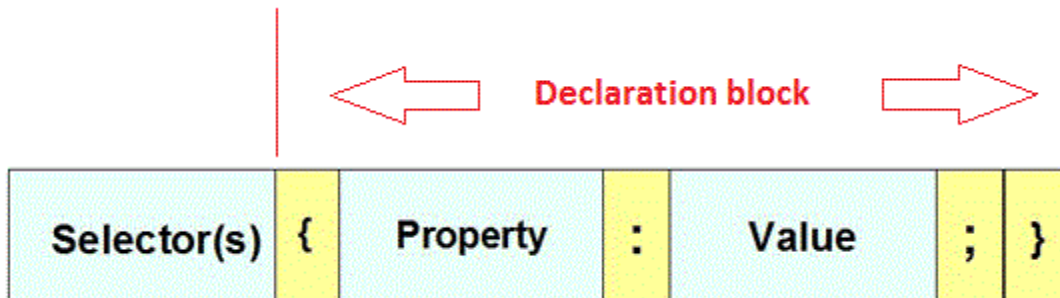 Declaration block
Selector(s) { Property : Value ; }